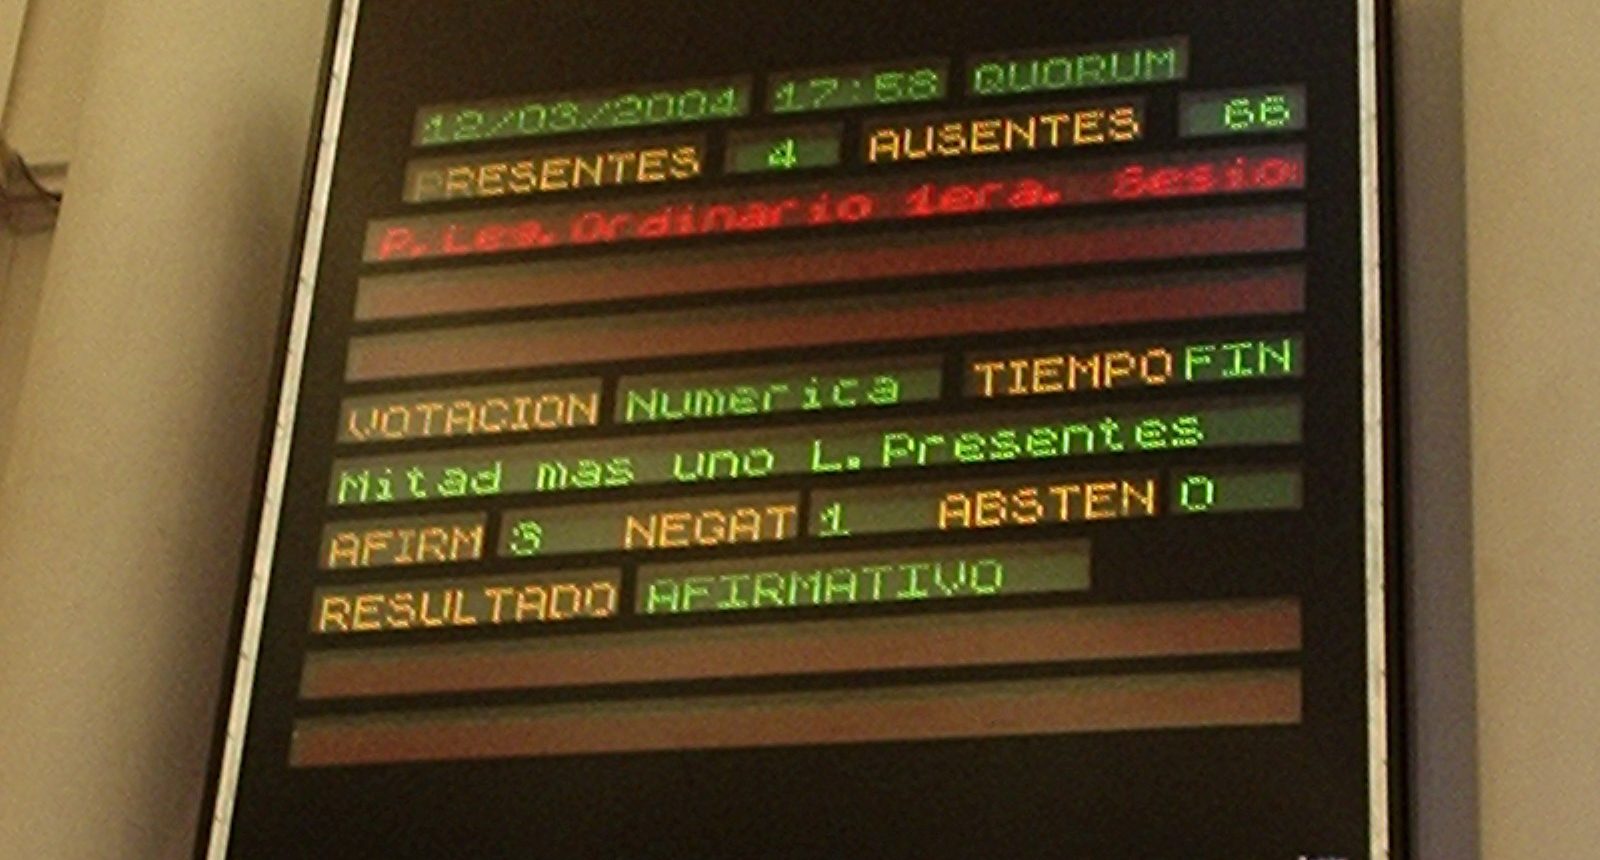 12/03/2004 17:58 QUORUM
PRESENTES 4 AUSENTES 66
P.Leg.Ordinario 1era. Sesio
VOTACION Numerica TIEMPO FIN
Mitad mas uno L.Presentes
AFIRM 3 NEGAT 1 ABSTEN 0
RESULTADO AFIRMATIVO